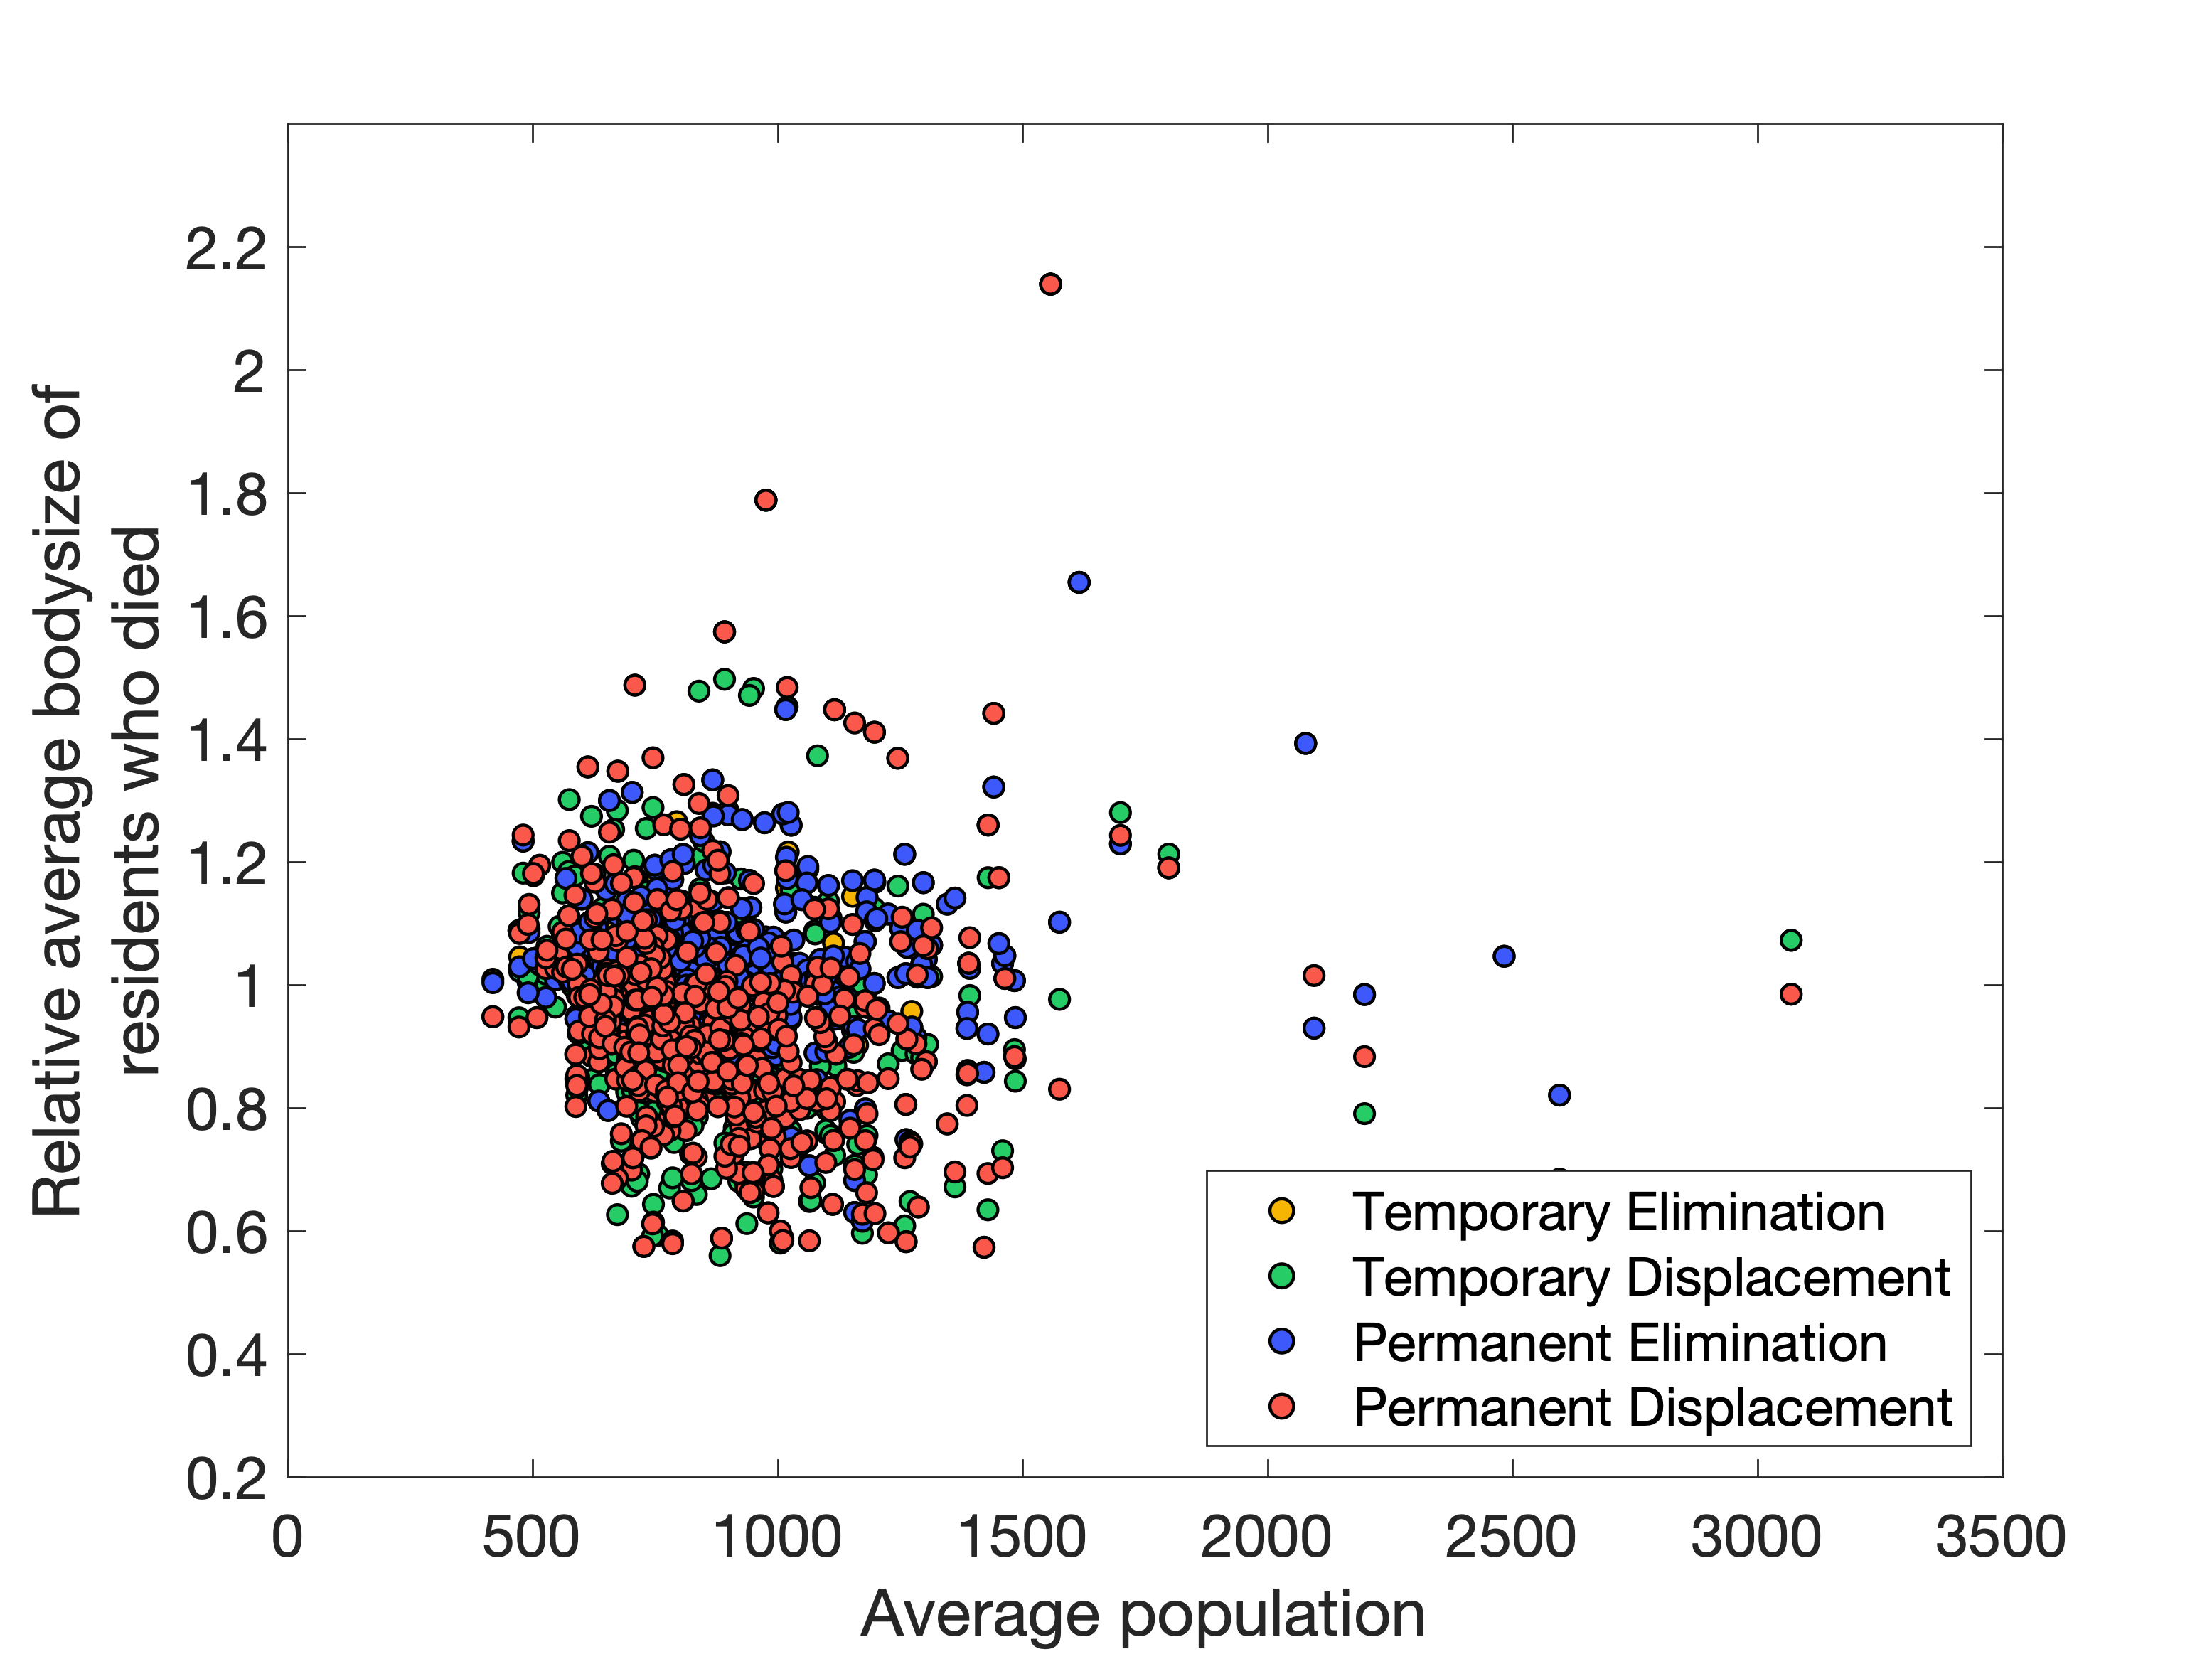 Relative average bodysize of
residents who died
2.2
2
1.8
1.6
1.4
1.2
1
0.8
0.6
0.4
0.2
0 500 1000 1500 2000 2500 3000 3500
Average population
Temporary Elimination
Temporary Displacement
Permanent Elimination
Permanent Displacement